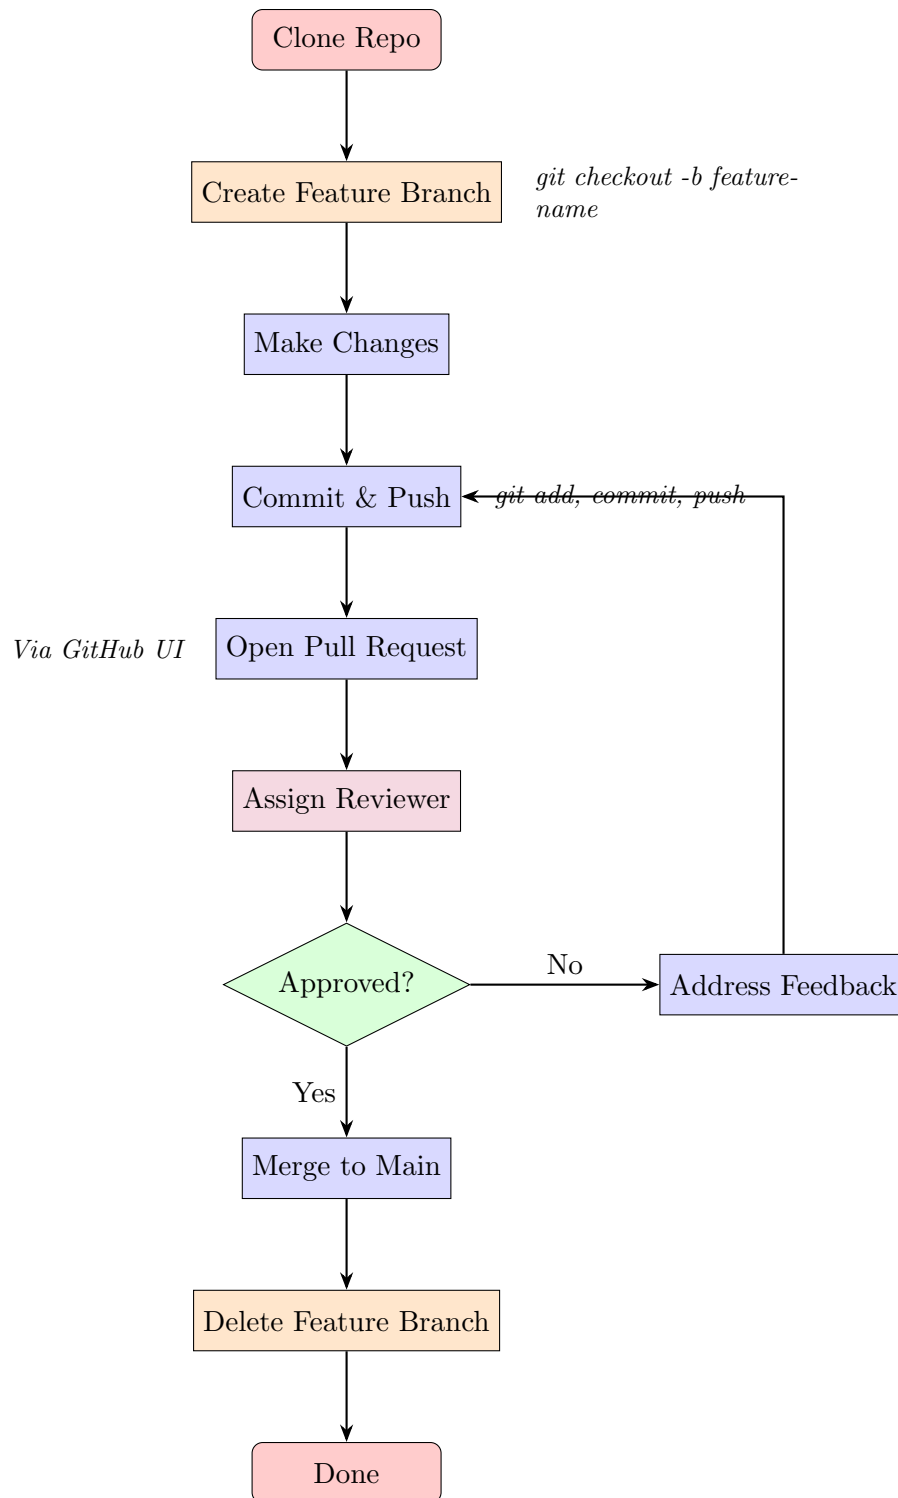 Clone Repo
Create Feature Branch
git checkout -b feature-
name
Make Changes
Commit & Push
git add, commit, push
Via GitHub UI
Open Pull Request
Assign Reviewer
Approved?
No
Address Feedback
Yes
Merge to Main
Delete Feature Branch
Done